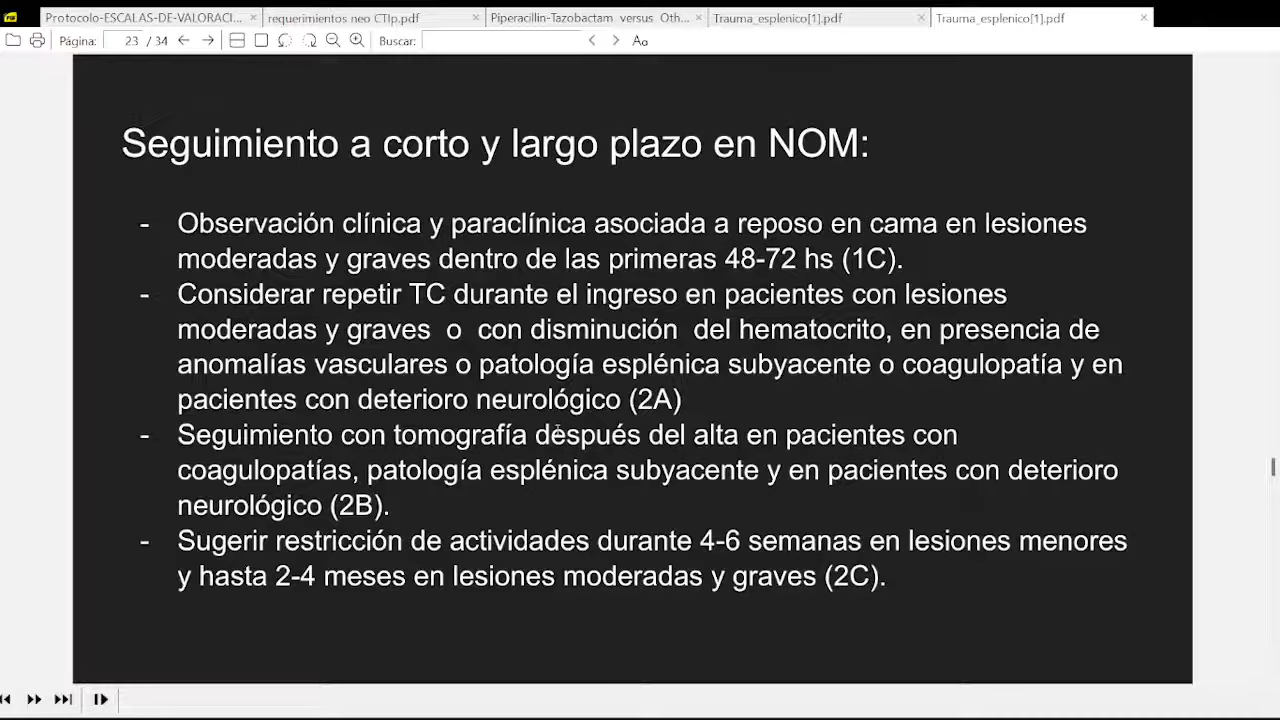 Protocolo-ESCALAS-DE-VALORACI... requerimientos neo CTIp.pdf Piperacillin-Tazobactam versus Oth... Trauma_esplenico[1].pdf Trauma_esplenico[1].pdf
Página: 23 / 34 Buscar: Aa
Seguimiento a corto y largo plazo en NOM:
- Observación clínica y paraclínica asociada a reposo en cama en lesiones
moderadas y graves dentro de las primeras 48-72 hs (1C).
- Considerar repetir TC durante el ingreso en pacientes con lesiones
moderadas y graves o con disminución del hematocrito, en presencia de
anomalías vasculares o patología esplénica subyacente o coagulopatía y en
pacientes con deterioro neurológico (2A)
- Seguimiento con tomografía después del alta en pacientes con
coagulopatías, patología esplénica subyacente y en pacientes con deterioro
neurológico (2B).
- Sugerir restricción de actividades durante 4-6 semanas en lesiones menores
y hasta 2-4 meses en lesiones moderadas y graves (2C).